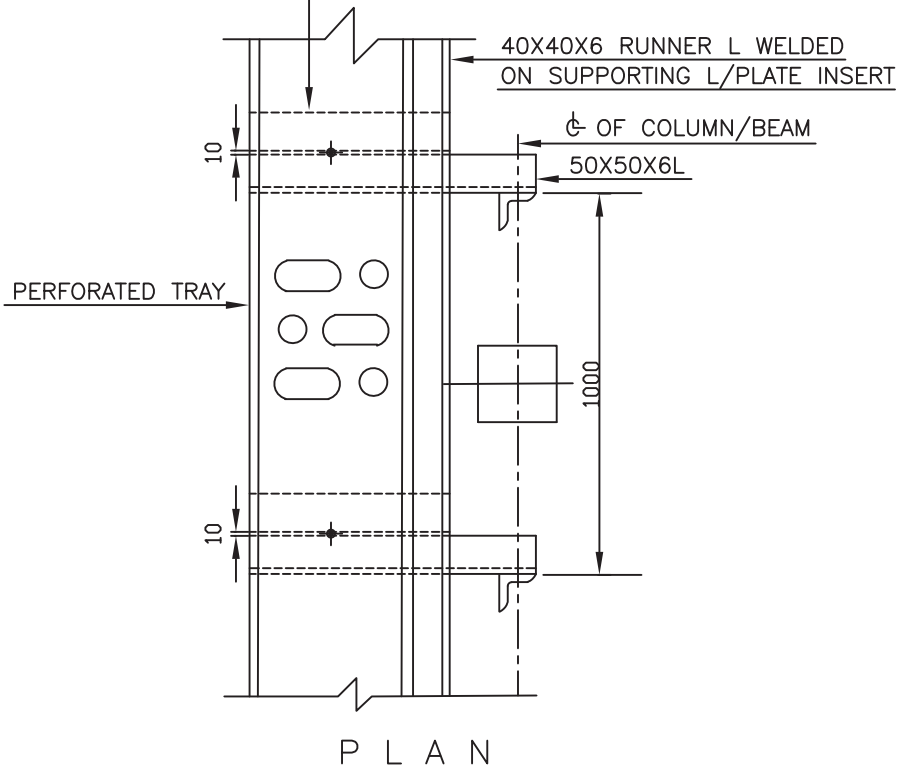 40X40X6 RUNNER L WELDED
ON SUPPORTING L/PLATE INSERT
℄ OF COLUMN/BEAM
10
50X50X6L
PERFORATED TRAY
1000
10
PLAN